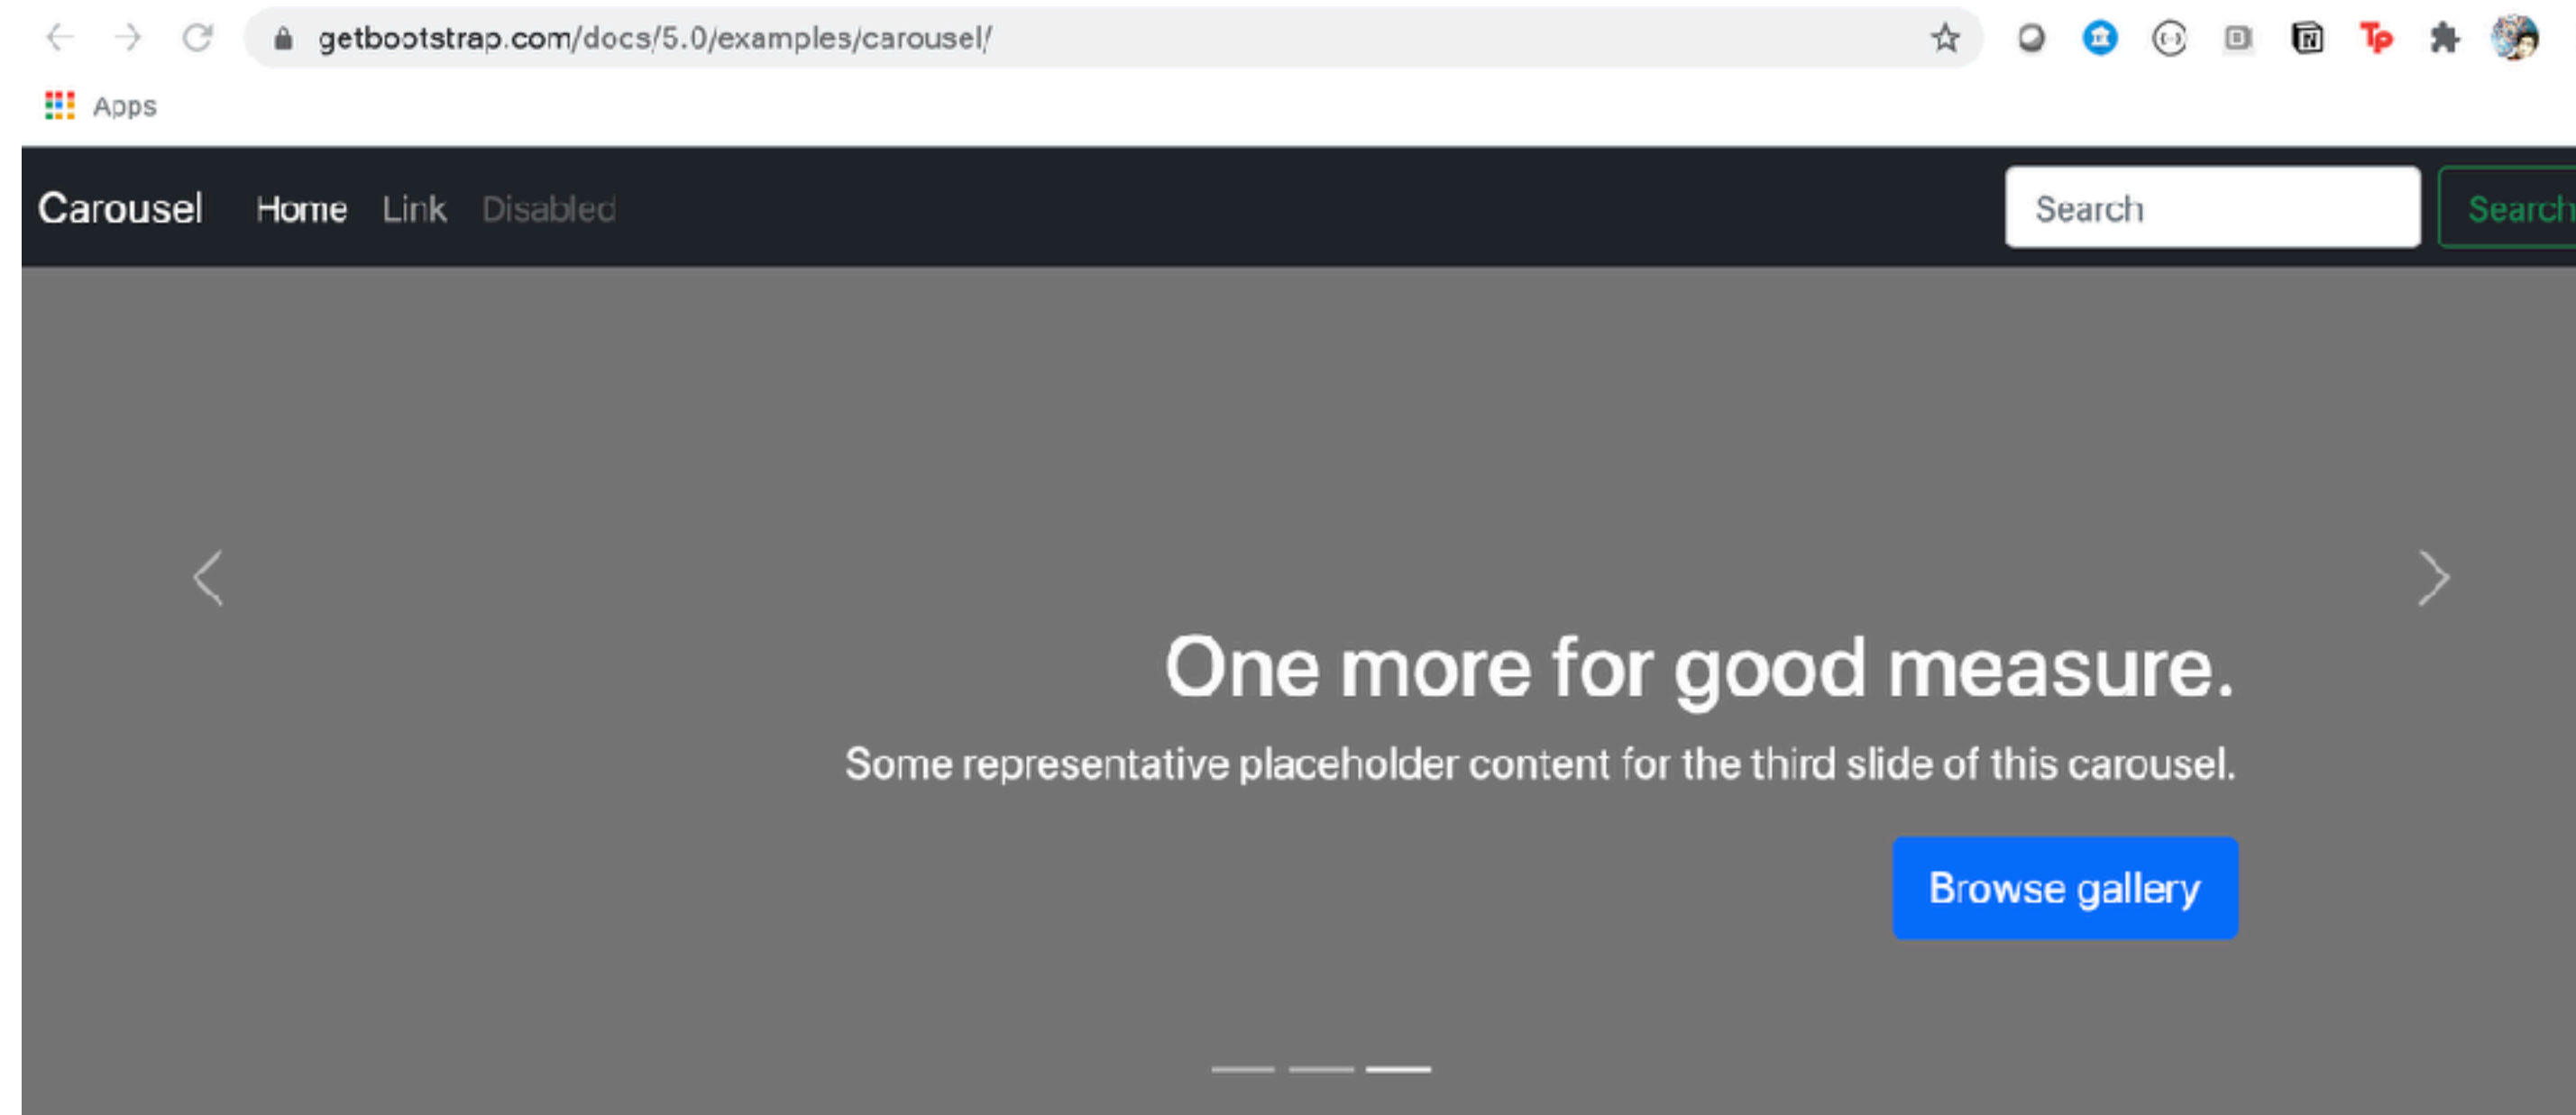 getbootstrap.com/docs/5.0/examples/carousel/
Tp
Apps
Carousel Home Link Disabled Search Search
One more for good measure.
Some representative placeholder content for the third slide of this carousel.
Browse gallery